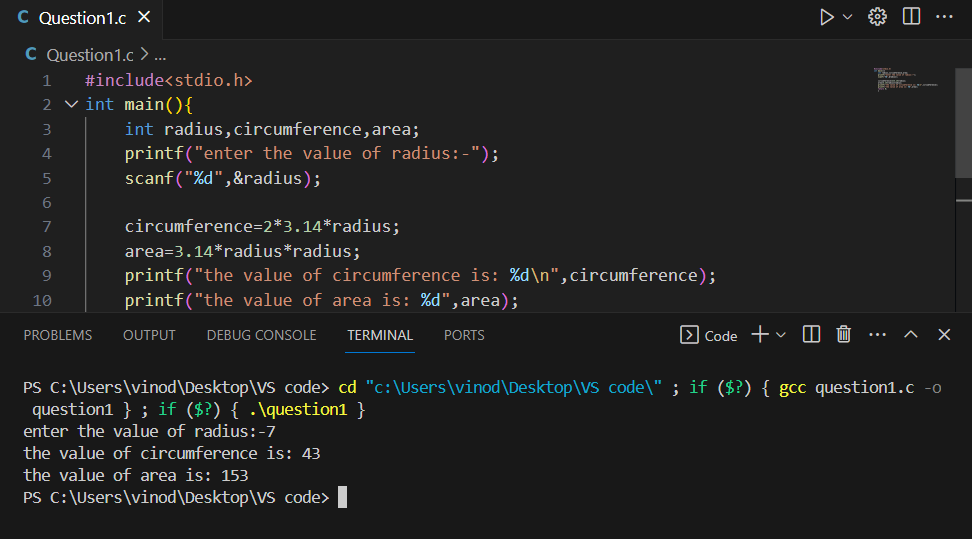 C Question1.c ×
C Question1.c > ...
1 #include<stdio.h>
2 int main(){
3     int radius,circumference,area;
4     printf("enter the value of radius:-");
5     scanf("%d",&radius);
6
7     circumference=2*3.14*radius;
8     area=3.14*radius*radius;
9     printf("the value of circumference is: %d\n",circumference);
10     printf("the value of area is: %d",area);
PROBLEMS OUTPUT DEBUG CONSOLE TERMINAL PORTS Code
PS C:\Users\vinod\Desktop\VS code> cd "c:\Users\vinod\Desktop\VS code\" ; if ($?) { gcc question1.c -o
 question1 } ; if ($?) { .\question1 }
enter the value of radius:-7
the value of circumference is: 43
the value of area is: 153
PS C:\Users\vinod\Desktop\VS code>